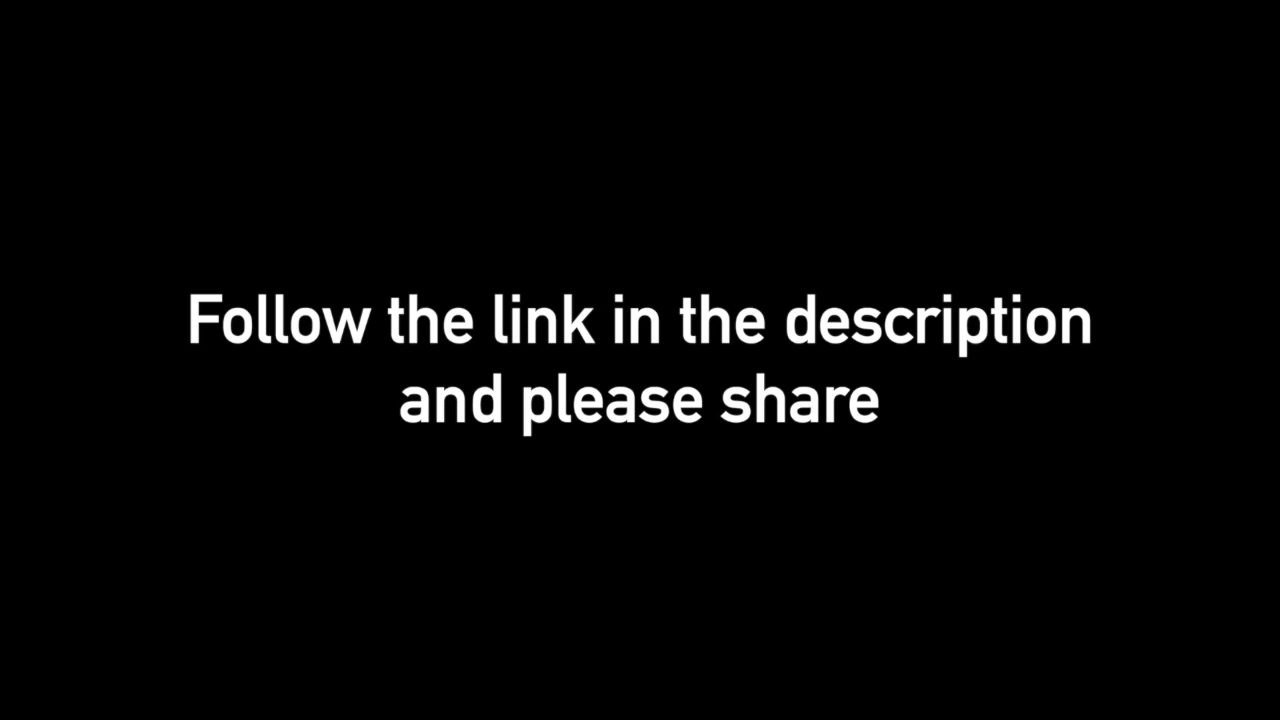 Follow the link in the description
and please share